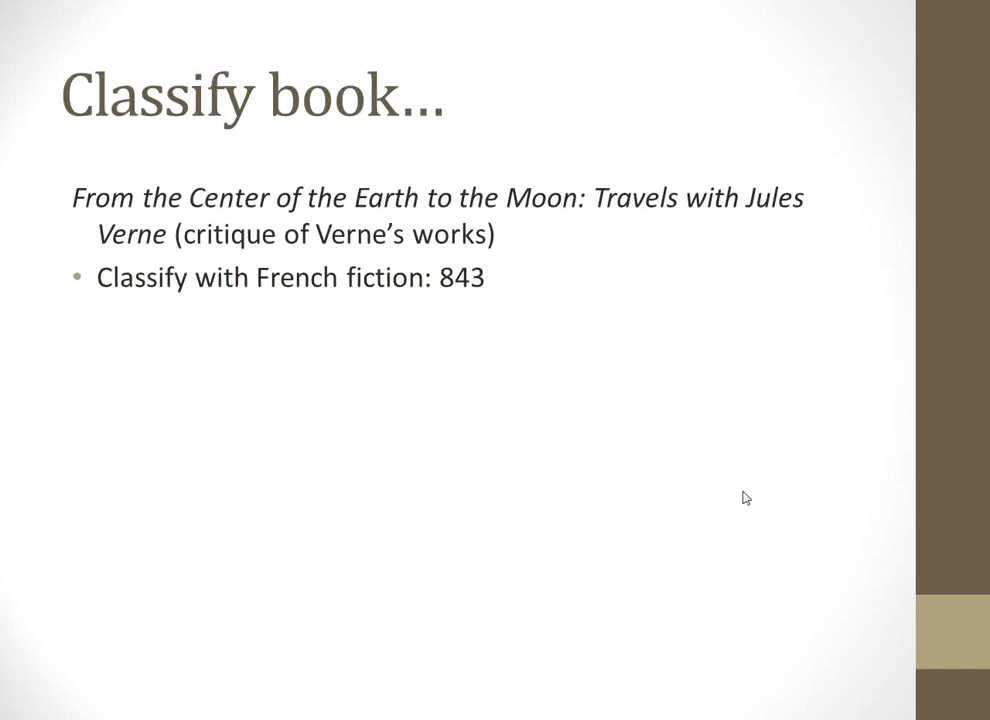 Classify book…
From the Center of the Earth to the Moon: Travels with Jules
Verne (critique of Verne’s works)
• Classify with French fiction: 843